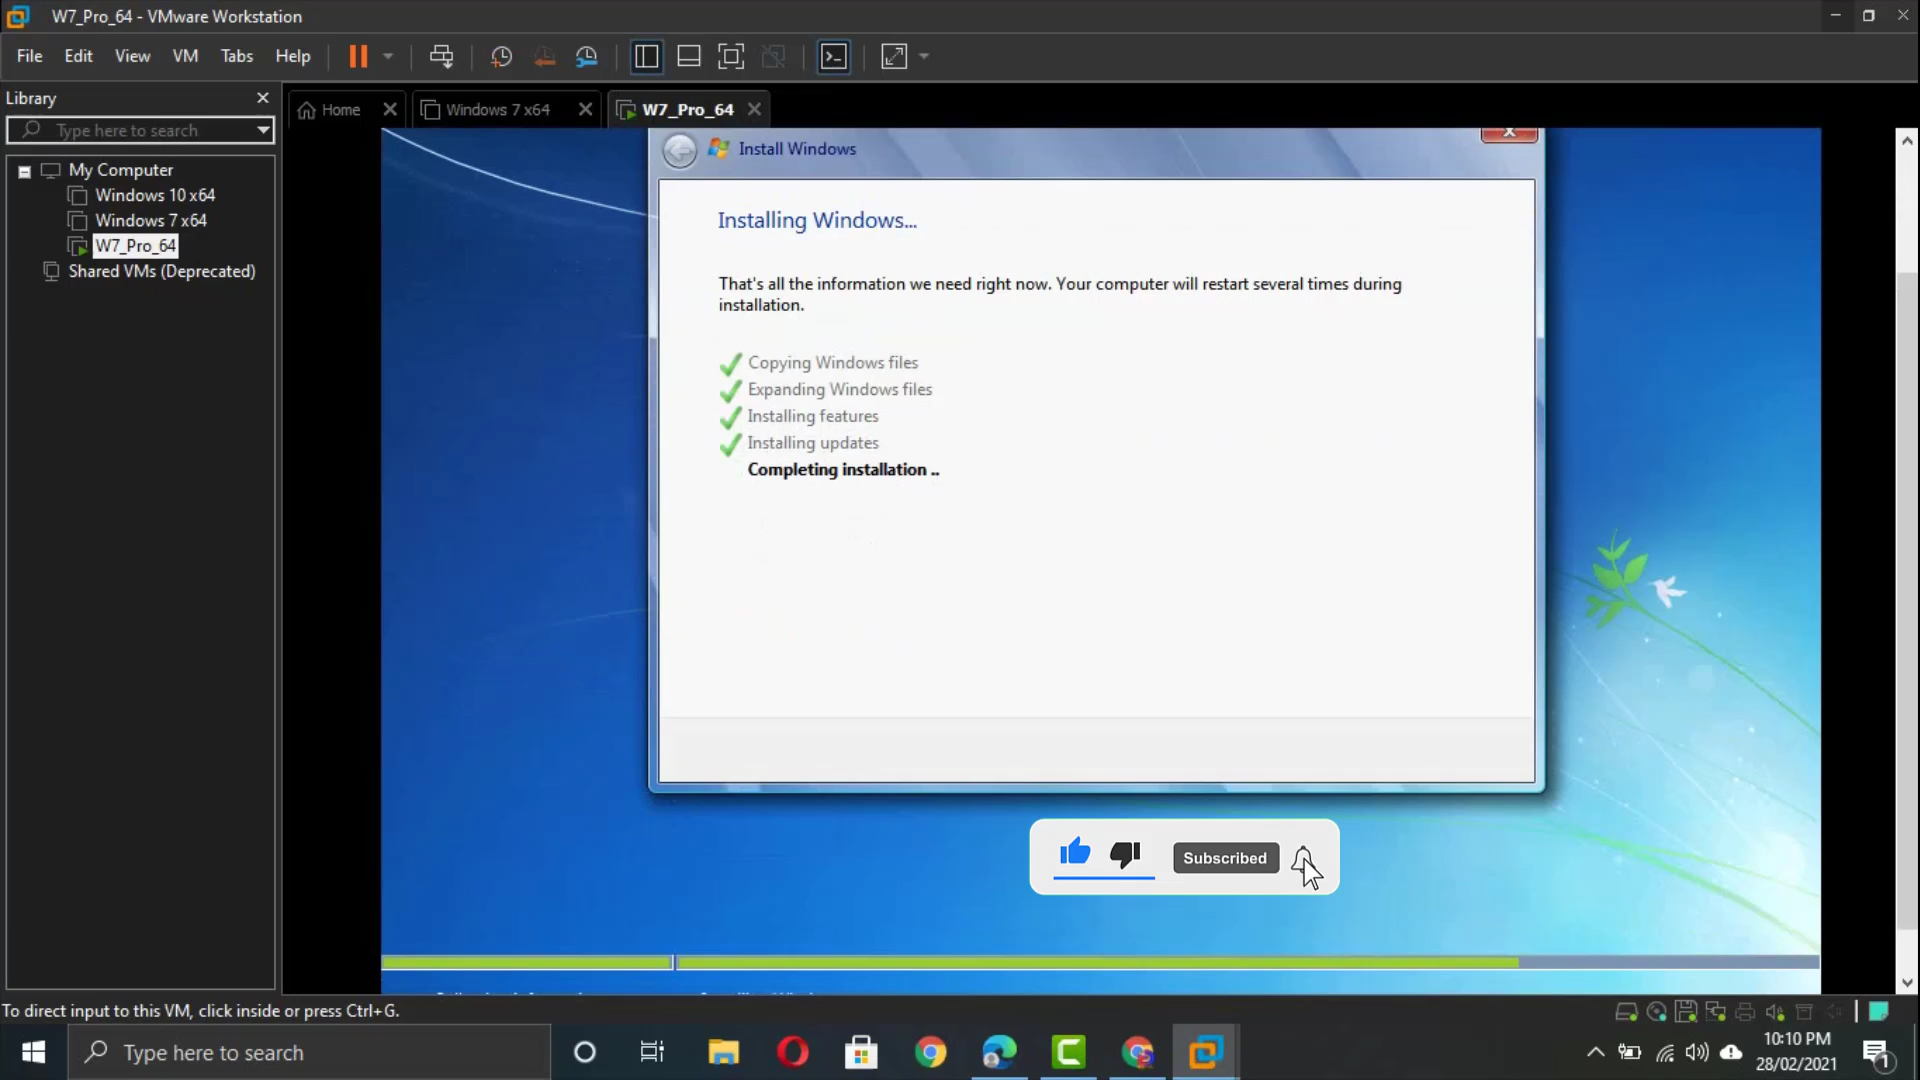 W7_Pro_64 - VMware Workstation
File Edit View VM Tabs Help
Library
Type here to search
My Computer
Windows 10 x64
Windows 7 x64
W7_Pro_64
Shared VMs (Deprecated)
Home
Windows 7 x64
W7_Pro_64
Install Windows
Installing Windows...
That's all the information we need right now. Your computer will restart several times during
installation.
Copying Windows files
Expanding Windows files
Installing features
Installing updates
Completing installation ..
Subscribed
To direct input to this VM, click inside or press Ctrl+G.
Type here to search
10:10 PM
28/02/2021
1